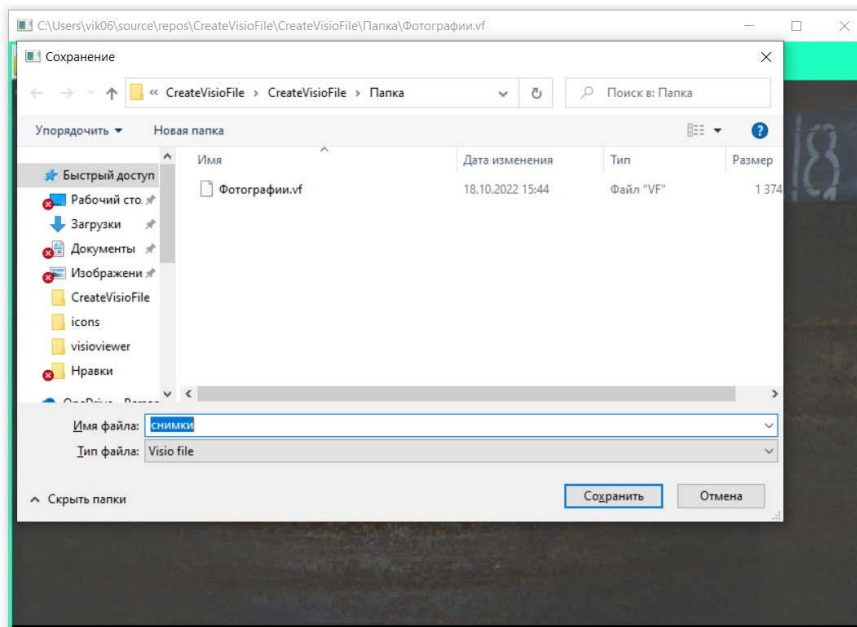 C:\Users\vik06\source\repos\CreateVisioFile\CreateVisioFile\Папка\Фотографии.vf
Сохранение
« CreateVisioFile > CreateVisioFile > Папка
Поиск в: Папка
Упорядочить
Новая папка
Имя
Дата изменения
Тип
Размер
Быстрый доступ
Рабочий сто.
Загрузки
Документы
Изображени
CreateVisioFile
icons
visioviewer
Нравки
Фотографии.vf 18.10.2022 15:44 Файл "VF" 1 374
Имя файла: снимки
Тип файла: Visio file
Скрыть папки
Сохранить
Отмена